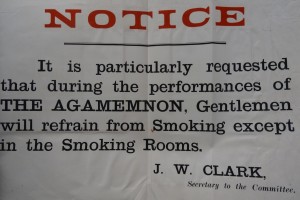 NOTICE
It is particularly requested
that during the performances of
THE AGAMEMNON, Gentlemen
will refrain from Smoking except
in the Smoking Rooms.
J. W. CLARK,
Secretary to the Committee.